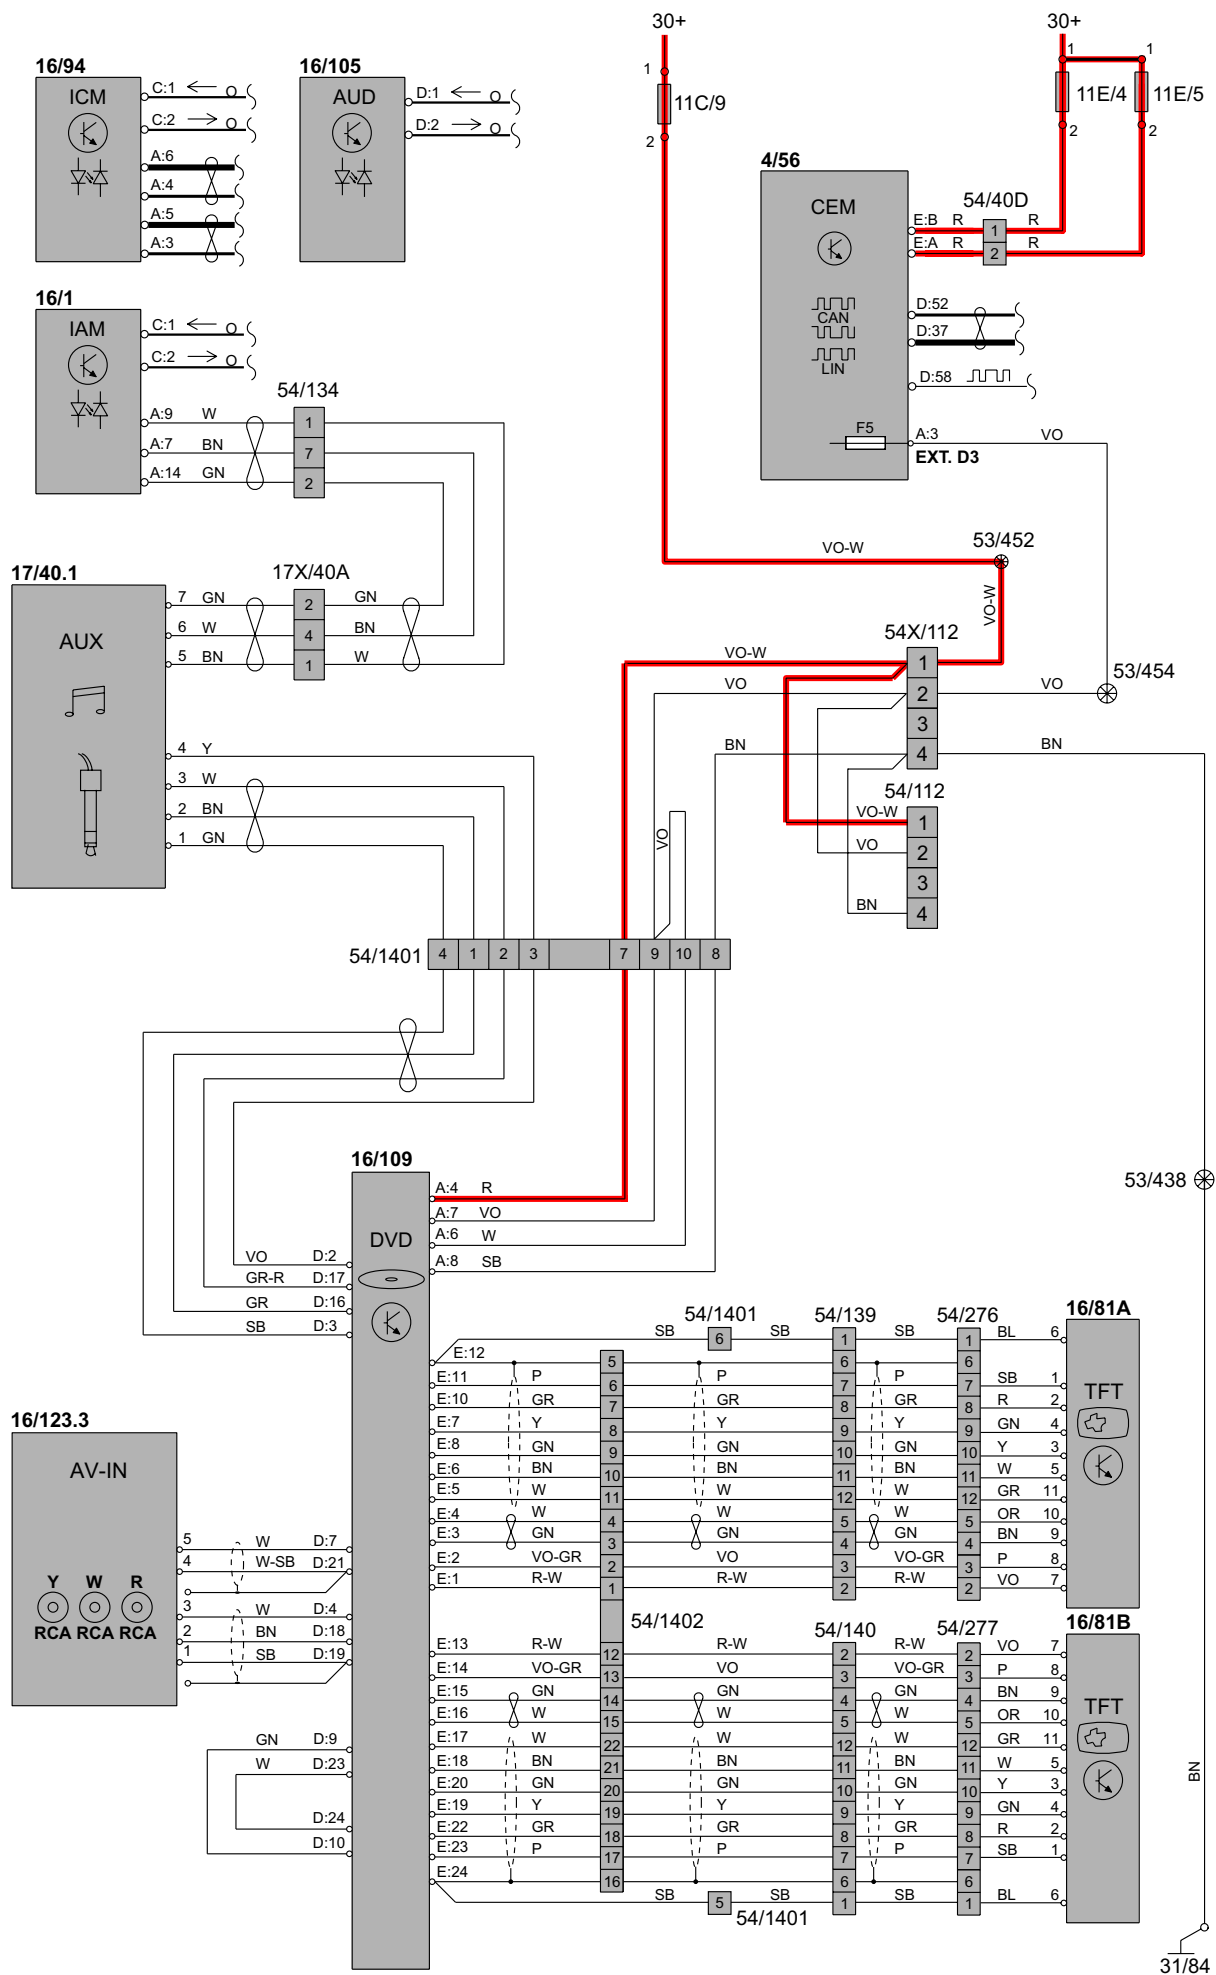 30+
30+
16/94
ICM
C:1 O
C:2 O
A:6
A:4
A:5
A:3
16/105
AUD
D:1 O
D:2 O
1
11C/9
2
1 1
11E/4 11E/5
2 2
4/56
CEM
54/40D
E:B R 1 R
E:A R 2 R
CAN
LIN
D:52
D:37
D:58
F5
A:3 VO
EXT. D3
16/1
IAM
C:1 O
C:2 O
54/134
A:9 W 1
A:7 BN 7
A:14 GN 2
17/40.1
AUX
17X/40A
7 GN 2 GN
6 W 4 BN
5 BN 1 W
4 Y
3 W
2 BN
1 GN
VO-W
53/452
VO-W
54X/112
VO-W 1
VO 2 VO
53/454
3
BN 4 BN
54/112
VO-W 1
VO 2
3
BN 4
VO
54/1401 4 1 2 3 7 9 10 8
16/109
DVD
A:4 R
A:7 VO
A:6 W
A:8 SB
VO D:2
GR-R D:17
GR D:16
SB D:3
53/438
54/1401 54/139 54/276 16/81A
SB 6 SB 1 SB 1 BL 6
E:12 5 6 6
E:11 P 6 P 7 P 7 SB 1
E:10 GR 7 GR 8 GR 8 R 2
E:7 Y 8 Y 9 Y 9 GN 4
E:8 GN 9 GN 10 GN 10 Y 3
E:6 BN 10 BN 11 BN 11 W 5
E:5 W 11 W 12 W 12 GR 11
E:4 W 4 W 5 W 5 OR 10
E:3 GN 3 GN 4 GN 4 BN 9
E:2 VO-GR 2 VO 3 VO-GR 3 P 8
E:1 R-W 1 R-W 2 R-W 2 VO 7
TFT
16/123.3
AV-IN
Y W R
RCA RCA RCA
5 W D:7
4 W-SB D:21
3 W D:4
2 BN D:18
1 SB D:19
GN D:9
W D:23
D:24
D:10
54/1402 54/140 54/277 16/81B
E:13 R-W 12 R-W 2 R-W 2 VO 7
E:14 VO-GR 13 VO 3 VO-GR 3 P 8
E:15 GN 14 GN 4 GN 4 BN 9
E:16 W 15 W 5 W 5 OR 10
E:17 W 22 W 12 W 12 GR 11
E:18 BN 21 BN 11 BN 11 W 5
E:20 GN 20 GN 10 GN 10 Y 3
E:19 Y 19 Y 9 Y 9 GN 4
E:22 GR 18 GR 8 GR 8 R 2
E:23 P 17 P 7 P 7 SB 1
E:24 16 6 6
SB 5 SB 1 SB 1 BL 6
54/1401
TFT
BN
31/84